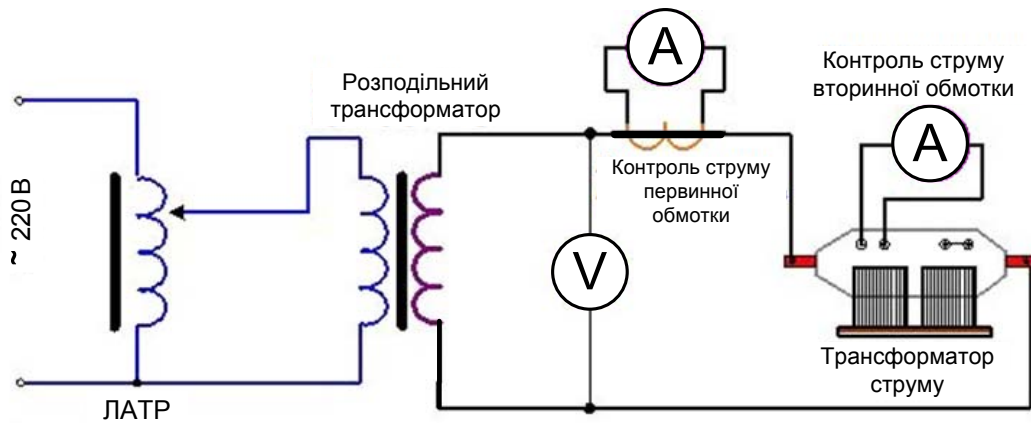 ~ 220 В
ЛАТР
Розподільний
трансформатор
A
Контроль струму
первинної
обмотки
V
Контроль струму
вторинної обмотки
A
Трансформатор
струму